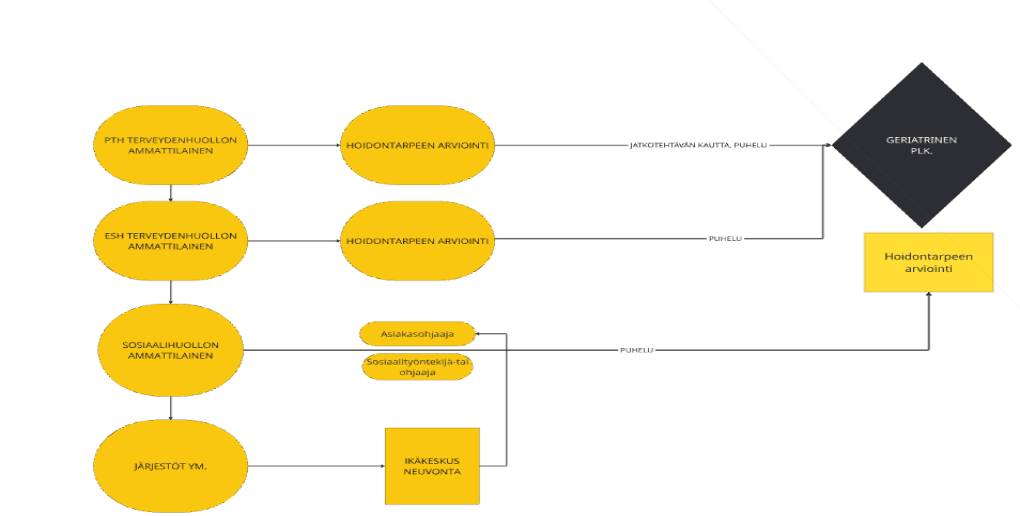 PTH TERVEYDENHUOLLON
AMMATTILAINEN
HOIDONTARPEEN ARVIOINTI
JATKOTEHTÄVÄN KAUTTA, PUHELU
GERIATRINEN
PLK.
ESH TERVEYDENHUOLLON
AMMATTILAINEN
HOIDONTARPEEN ARVIOINTI
PUHELU
Hoidontarpeen
arviointi
SOSIAALIHUOLLON
AMMATTILAINEN
Asiakasohjaaja
PUHELU
Sosiaalityöntekijä-tai
ohjaaja
JÄRJESTÖT YM.
IKÄKESKUS
NEUVONTA